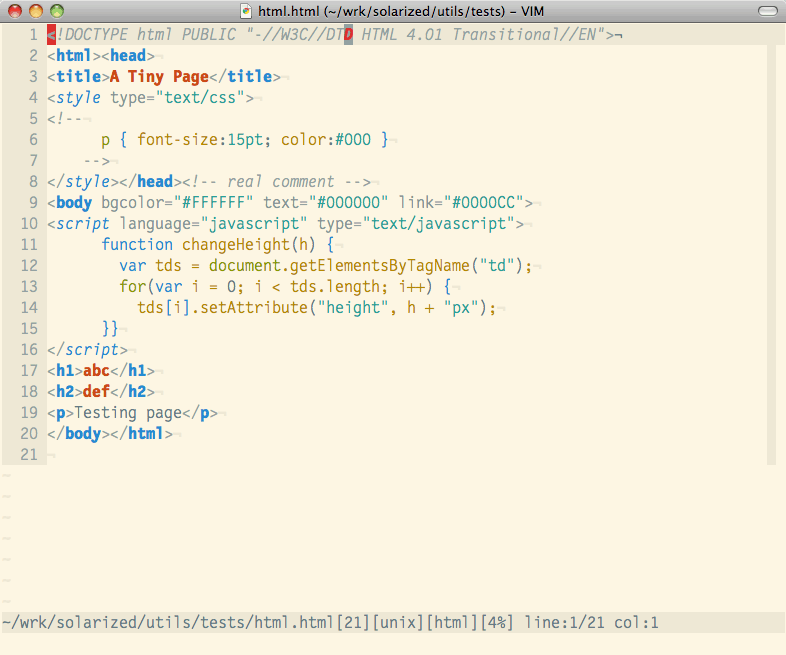 html.html (~/wrk/solarized/utils/tests) - VIM
1 <!DOCTYPE html PUBLIC "-//W3C//DTD HTML 4.01 Transitional//EN">¬
2 <html><head>¬
3 <title>A Tiny Page</title>¬
4 <style type="text/css">¬
5 <!--¬
6       p { font-size:15pt; color:#000 }¬
7     -->¬
8 </style></head><!-- real comment -->¬
9 <body bgcolor="#FFFFFF" text="#000000" link="#0000CC">¬
10 <script language="javascript" type="text/javascript">¬
11       function changeHeight(h) {¬
12         var tds = document.getElementsByTagName("td");¬
13         for(var i = 0; i < tds.length; i++) {¬
14           tds[i].setAttribute("height", h + "px");¬
15       }}¬
16 </script>¬
17 <h1>abc</h1>¬
18 <h2>def</h2>¬
19 <p>Testing page</p>¬
20 </body></html>¬
21 ¬
~
~
~
~
~
~
~
~/wrk/solarized/utils/tests/html.html[21][unix][html][4%] line:1/21 col:1